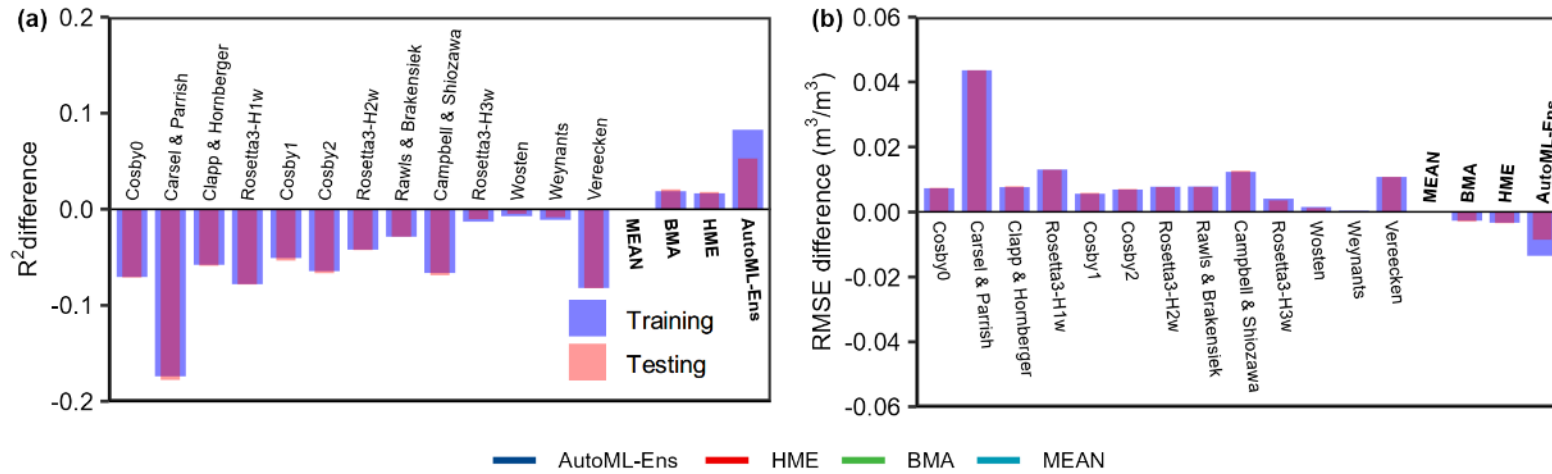 (a)
0.2
0.1
0.0
-0.1
-0.2
R²difference
Cosby0
Carsel & Parrish
Clapp & Hornberger
Rosetta3-H1w
Cosby1
Cosby2
Rosetta3-H2w
Rawls & Brakensiek
Campbell & Shiozawa
Rosetta3-H3w
Wosten
Weynants
Vereecken
MEAN
BMA
HME
AutoML-Ens
Training
Testing
(b)
0.06
0.04
0.02
0.00
-0.02
-0.04
-0.06
RMSE difference (m³/m³)
Cosby0
Carsel & Parrish
Clapp & Hornberger
Rosetta3-H1w
Cosby1
Cosby2
Rosetta3-H2w
Rawls & Brakensiek
Campbell & Shiozawa
Rosetta3-H3w
Wosten
Weynants
Vereecken
MEAN
BMA
HME
AutoML-Ens
AutoML-Ens HME BMA MEAN